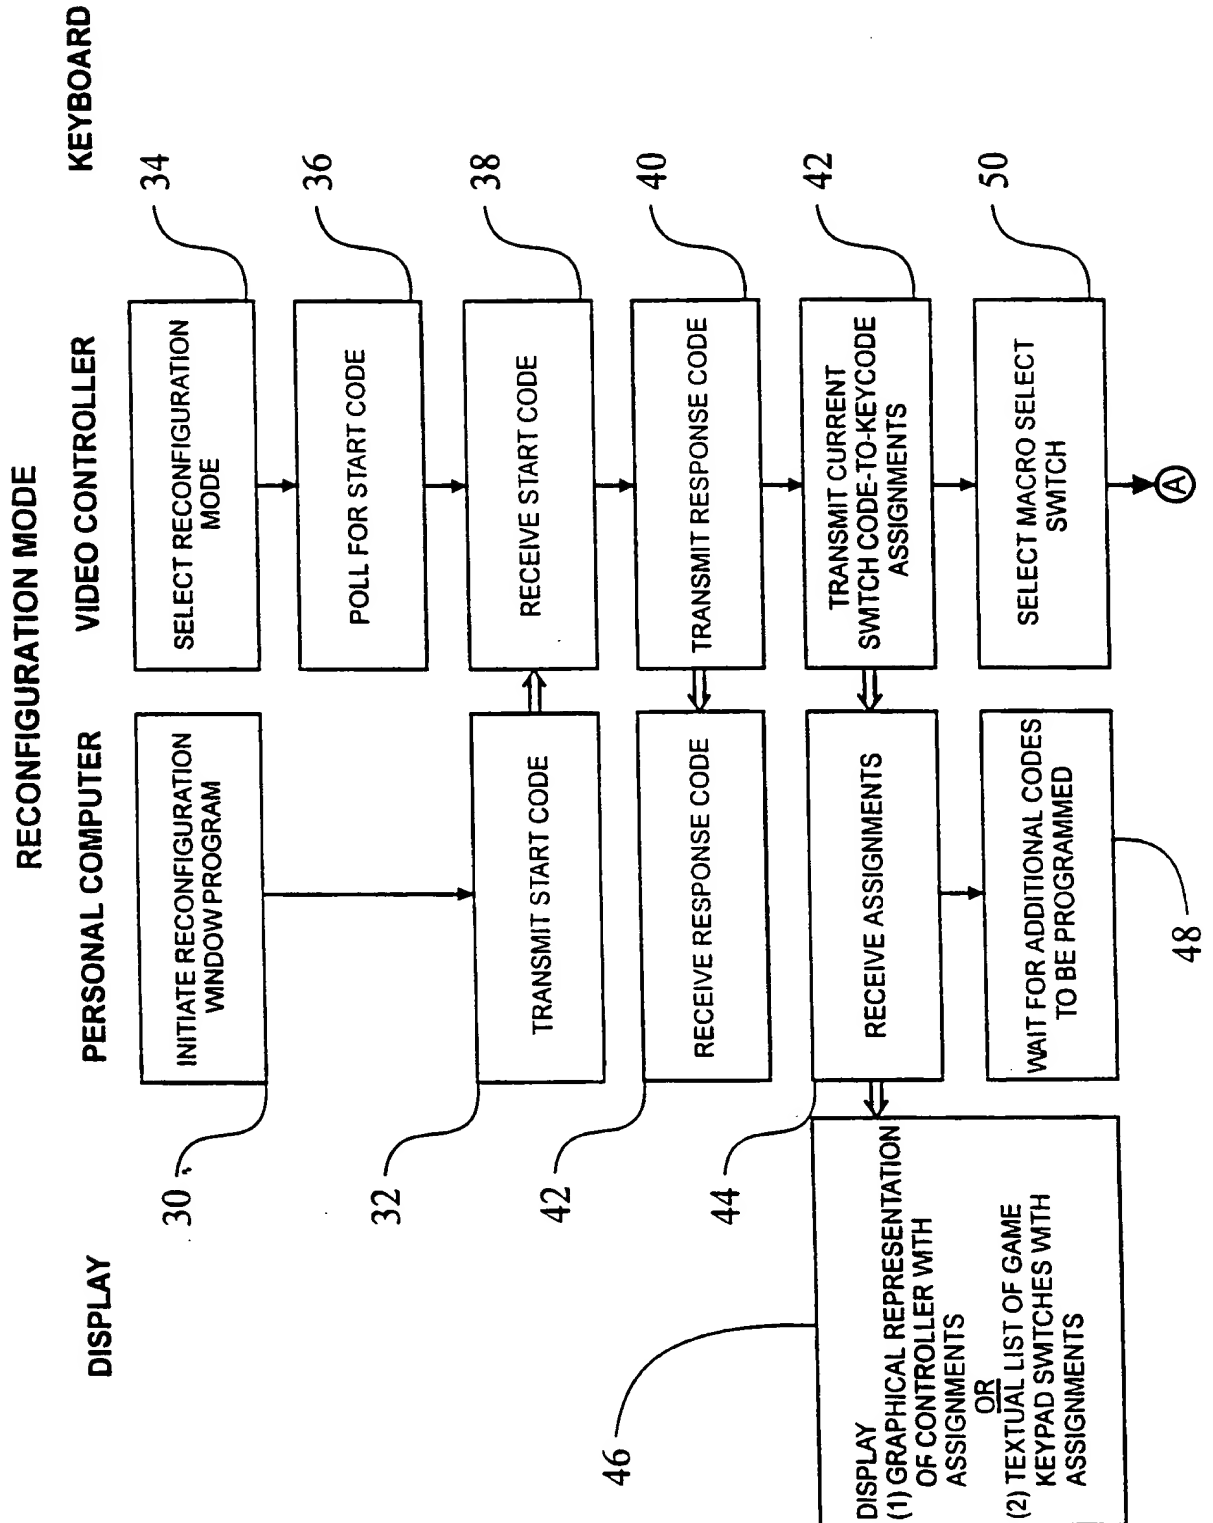 RECONFIGURATION MODE
DISPLAY
PERSONAL COMPUTER
VIDEO CONTROLLER
KEYBOARD
30
INITIATE RECONFIGURATION
WINDOW PROGRAM
SELECT RECONFIGURATION
MODE
34
POLL FOR START CODE
36
32
TRANSMIT START CODE
RECEIVE START CODE
38
42
RECEIVE RESPONSE CODE
TRANSMIT RESPONSE CODE
40
44
RECEIVE ASSIGNMENTS
TRANSMIT CURRENT
SWITCH CODE-TO-KEYCODE
ASSIGNMENTS
42
46
DISPLAY
(1) GRAPHICAL REPRESENTATION
OF CONTROLLER WITH
ASSIGNMENTS
OR
(2) TEXTUAL LIST OF GAME
KEYPAD SWITCHES WITH
ASSIGNMENTS
WAIT FOR ADDITIONAL CODES
TO BE PROGRAMMED
48
SELECT MACRO SELECT
SWITCH
50
A